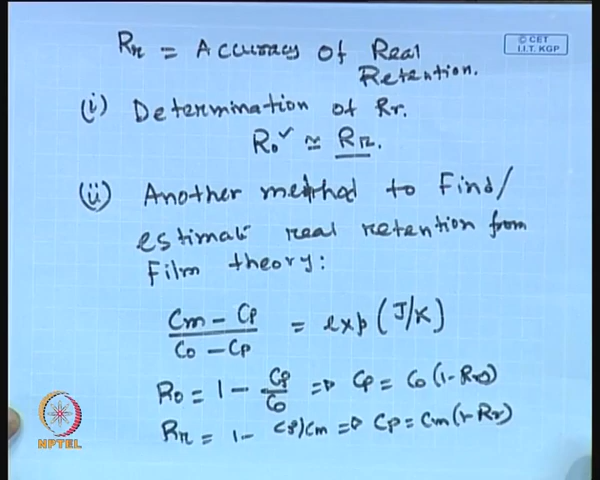 Rr = Accuracy of Real
Retention.
© CET
I.I.T. KGP
(i) Determination of Rr.
Ro✓ ≃ Rr.
(ii) Another method to Find/
estimate real retention from
Film theory:
Cm - Cp / Co - Cp = exp (J/K)
Ro = 1 - Cp/Co => Cp = Co (1-Ro)
Rr = 1 - Cp/Cm => Cp = Cm (1-Rr)
NPTEL